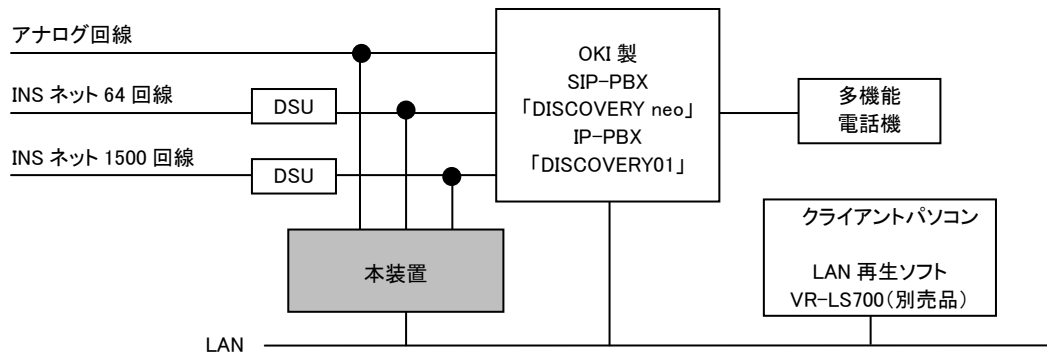 アナログ回線
INS ネット 64 回線
DSU
INS ネット 1500 回線
DSU
OKI 製
SIP-PBX
「DISCOVERY neo」
IP-PBX
「DISCOVERY01」
多機能
電話機
本装置
クライアントパソコン
LAN 再生ソフト
VR-LS700(別売品)
LAN